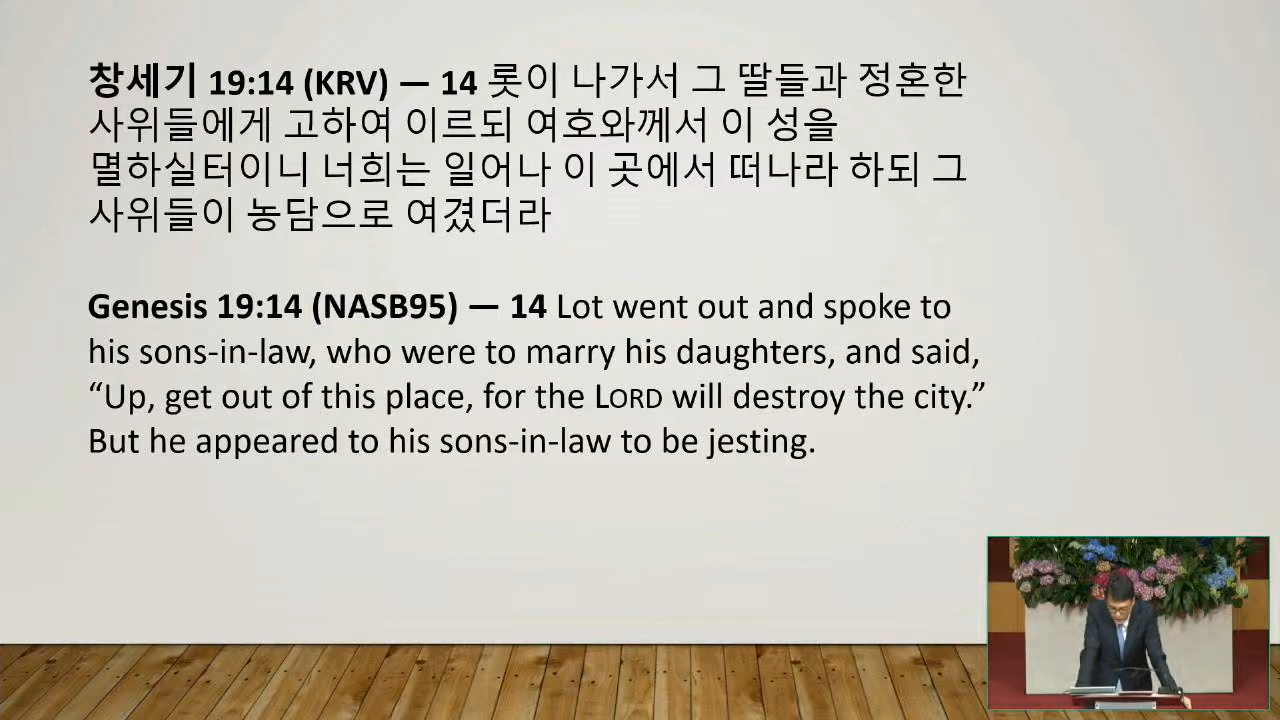 창세기 19:14 (KRV) — 14 롯이 나가서 그 딸들과 정혼한
사위들에게 고하여 이르되 여호와께서 이 성을
멸하실터이니 너희는 일어나 이 곳에서 떠나라 하되 그
사위들이 농담으로 여겼더라
Genesis 19:14 (NASB95) — 14 Lot went out and spoke to
his sons-in-law, who were to marry his daughters, and said,
“Up, get out of this place, for the LORD will destroy the city.”
But he appeared to his sons-in-law to be jesting.